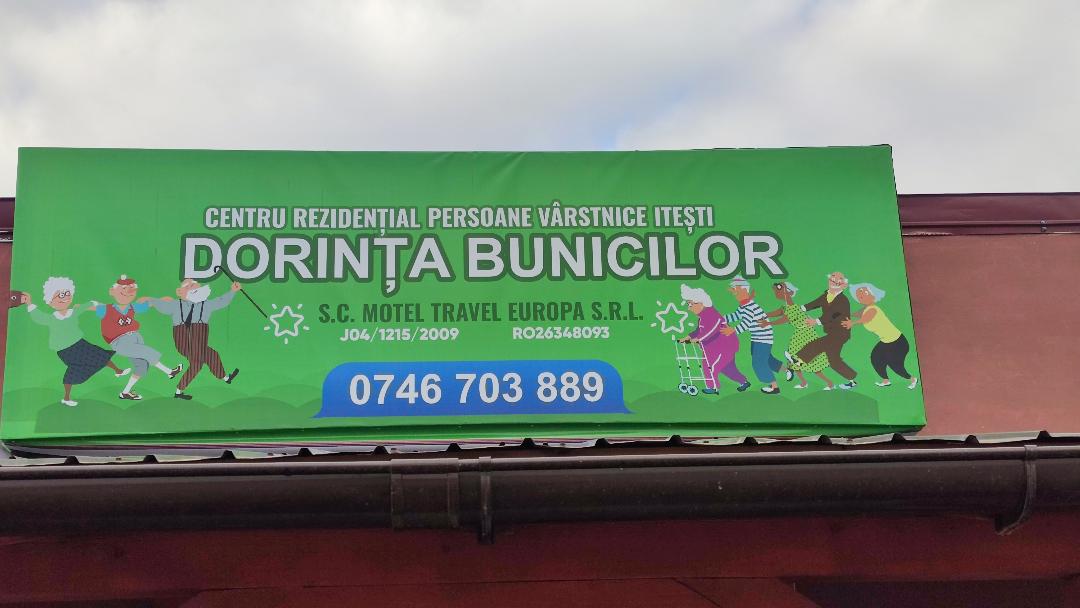 CENTRU REZIDENȚIAL PERSOANE VÂRSTNICE ITEȘTI
DORINȚA BUNICILOR
S.C. MOTEL TRAVEL EUROPA S.R.L.
J04/1215/2009 RO26348093
0746 703 889